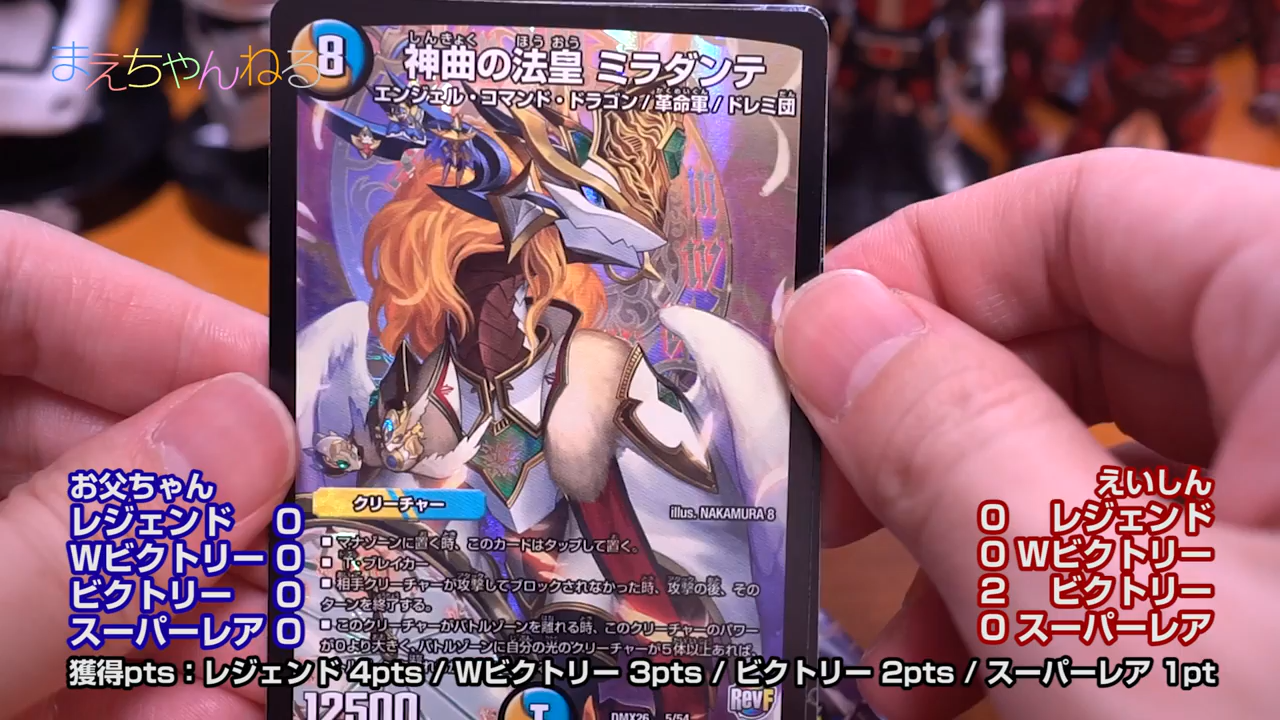 まえちゃんねる
8
しんきょく ほうおう
神曲の法皇 ミラダンテ
エンジェル・コマンド・ドラゴン/革命軍/ドレミ団
クリーチャー
illus. NAKAMURA 8
■マナゾーンに置く時、このカードはタップして置く。
■T・ブレイカー
■相手クリーチャーが攻撃してブロックされなかった時、攻撃の後、その
ターンを終了する。
■このクリーチャーがバトルゾーンを離れる時、このクリーチャーのパワー
が0より大きく、バトルゾーンに自分の光のクリーチャーが5体以上あれば、
12500
DMX26 5/54
RevF
お父ちゃん
レジェンド 0
Wビクトリー 0
ビクトリー 0
スーパーレア 0
えいしん
0 レジェンド
0 Wビクトリー
2 ビクトリー
0 スーパーレア
獲得pts：レジェンド 4pts / Wビクトリー 3pts / ビクトリー 2pts / スーパーレア 1pt